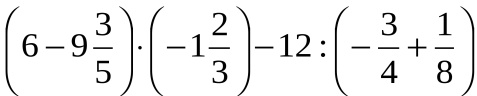 (6 − 9 3/5) · (−1 2/3) − 12 : (−3/4 + 1/8)